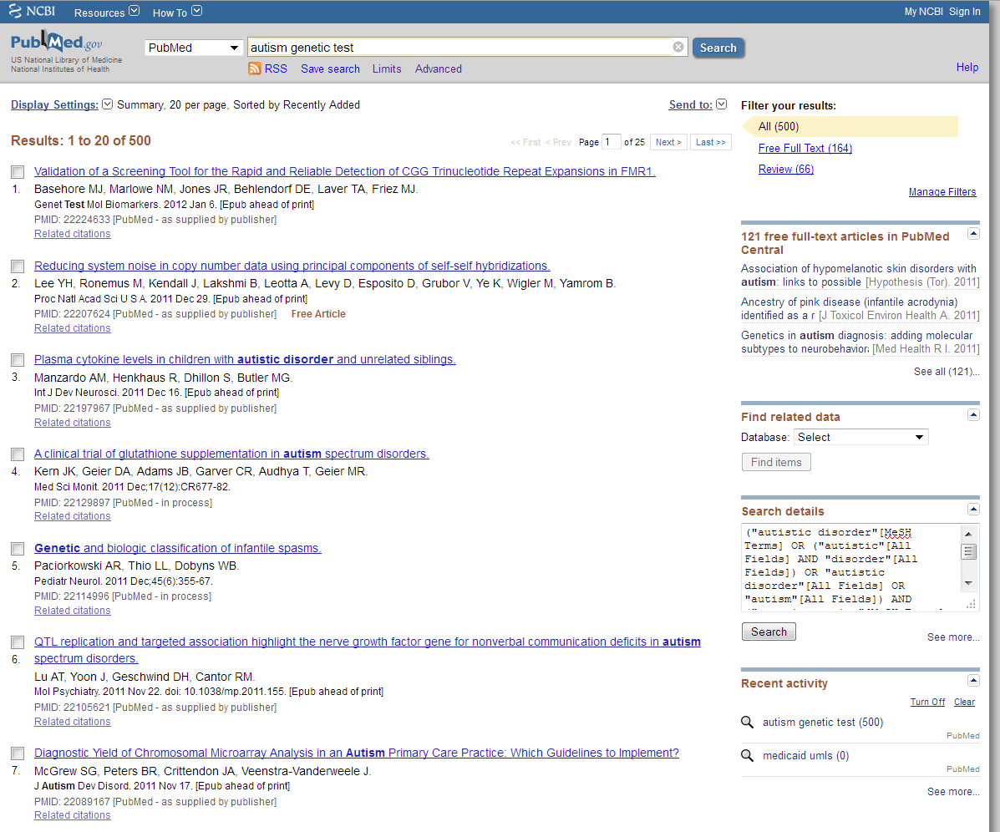 NCBI Resources How To My NCBI Sign In
PubMed.gov
US National Library of Medicine
National Institutes of Health
PubMed autism genetic test Search
RSS Save search Limits Advanced
Help
Display Settings: Summary, 20 per page, Sorted by Recently Added Send to:
Results: 1 to 20 of 500
<< First < Prev Page 1 of 25 Next > Last >>
Validation of a Screening Tool for the Rapid and Reliable Detection of CGG Trinucleotide Repeat Expansions in FMR1.
1. Basehore MJ, Marlowe NM, Jones JR, Behlendorf DE, Laver TA, Friez MJ.
Genet Test Mol Biomarkers. 2012 Jan 6. [Epub ahead of print]
PMID: 22224633 [PubMed - as supplied by publisher]
Related citations
Reducing system noise in copy number data using principal components of self-self hybridizations.
2. Lee YH, Ronemus M, Kendall J, Lakshmi B, Leotta A, Levy D, Esposito D, Grubor V, Ye K, Wigler M, Yamrom B.
Proc Natl Acad Sci U S A. 2011 Dec 29. [Epub ahead of print]
PMID: 22207624 [PubMed - as supplied by publisher] Free Article
Related citations
Plasma cytokine levels in children with autistic disorder and unrelated siblings.
3. Manzardo AM, Henkhaus R, Dhillon S, Butler MG.
Int J Dev Neurosci. 2011 Dec 16. [Epub ahead of print]
PMID: 22197967 [PubMed - as supplied by publisher]
Related citations
A clinical trial of glutathione supplementation in autism spectrum disorders.
4. Kern JK, Geier DA, Adams JB, Garver CR, Audhya T, Geier MR.
Med Sci Monit. 2011 Dec;17(12):CR677-82.
PMID: 22129897 [PubMed - in process]
Related citations
Genetic and biologic classification of infantile spasms.
5. Paciorkowski AR, Thio LL, Dobyns WB.
Pediatr Neurol. 2011 Dec;45(6):355-67.
PMID: 22114996 [PubMed - in process]
Related citations
QTL replication and targeted association highlight the nerve growth factor gene for nonverbal communication deficits in autism
6. spectrum disorders.
Lu AT, Yoon J, Geschwind DH, Cantor RM.
Mol Psychiatry. 2011 Nov 22. doi: 10.1038/mp.2011.155. [Epub ahead of print]
PMID: 22105621 [PubMed - as supplied by publisher]
Related citations
Diagnostic Yield of Chromosomal Microarray Analysis in an Autism Primary Care Practice: Which Guidelines to Implement?
7. McGrew SG, Peters BR, Crittendon JA, Veenstra-Vanderweele J.
J Autism Dev Disord. 2011 Nov 17. [Epub ahead of print]
PMID: 22089167 [PubMed - as supplied by publisher]
Related citations
Filter your results:
All (500)
Free Full Text (164)
Review (66)
Manage Filters
121 free full-text articles in PubMed
Central
Association of hypomelanotic skin disorders with
autism: links to possible [Hypothesis (Tor). 2011]
Ancestry of pink disease (infantile acrodynia)
identified as a r [J Toxicol Environ Health A. 2011]
Genetics in autism diagnosis: adding molecular
subtypes to neurobehavior [Med Health R I. 2011]
See all (121)...
Find related data
Database: Select
Find items
Search details
("autistic disorder"[MeSH
Terms] OR ("autistic"[All
Fields] AND "disorder"[All
Fields]) OR "autistic
disorder"[All Fields] OR
"autism"[All Fields]) AND
Search
See more...
Recent activity
Turn Off Clear
autism genetic test (500)
PubMed
medicaid umls (0)
PubMed
See more...